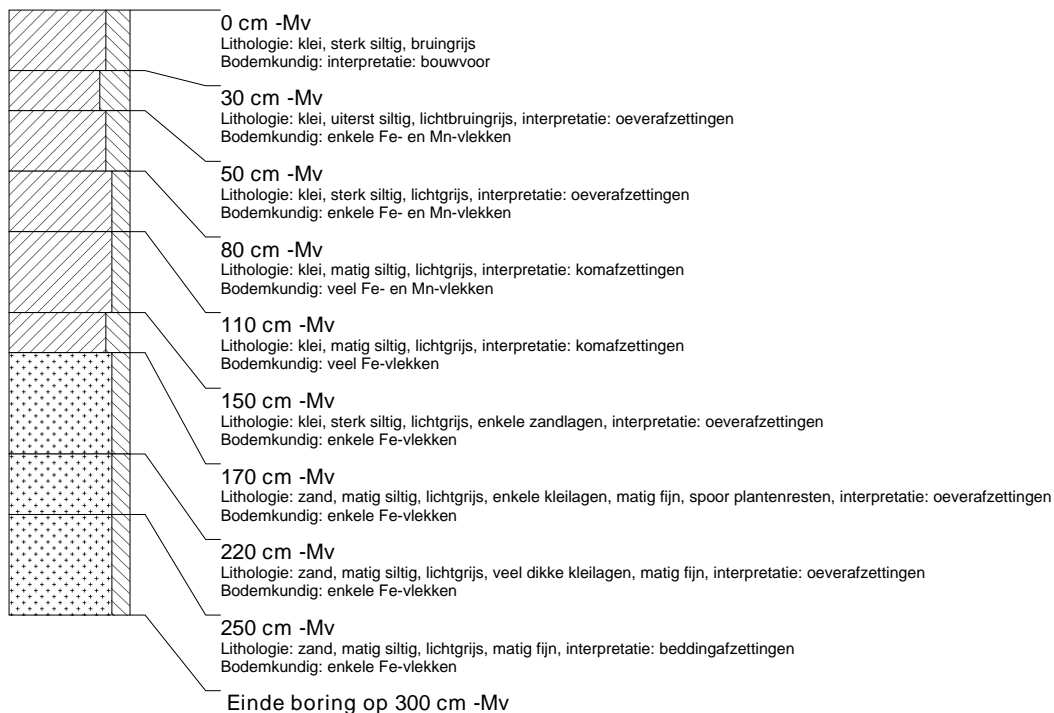 0 cm -Mv
Lithologie: klei, sterk siltig, bruingrijs
Bodemkundig: interpretatie: bouwvoor
30 cm -Mv
Lithologie: klei, uiterst siltig, lichtbruingrijs, interpretatie: oeverafzettingen
Bodemkundig: enkele Fe- en Mn-vlekken
50 cm -Mv
Lithologie: klei, sterk siltig, lichtgrijs, interpretatie: oeverafzettingen
Bodemkundig: enkele Fe- en Mn-vlekken
80 cm -Mv
Lithologie: klei, matig siltig, lichtgrijs, interpretatie: komafzettingen
Bodemkundig: veel Fe- en Mn-vlekken
110 cm -Mv
Lithologie: klei, matig siltig, lichtgrijs, interpretatie: komafzettingen
Bodemkundig: veel Fe-vlekken
150 cm -Mv
Lithologie: klei, sterk siltig, lichtgrijs, enkele zandlagen, interpretatie: oeverafzettingen
Bodemkundig: enkele Fe-vlekken
170 cm -Mv
Lithologie: zand, matig siltig, lichtgrijs, enkele kleilagen, matig fijn, spoor plantenresten, interpretatie: oeverafzettingen
Bodemkundig: enkele Fe-vlekken
220 cm -Mv
Lithologie: zand, matig siltig, lichtgrijs, veel dikke kleilagen, matig fijn, interpretatie: oeverafzettingen
Bodemkundig: enkele Fe-vlekken
250 cm -Mv
Lithologie: zand, matig siltig, lichtgrijs, matig fijn, interpretatie: beddingafzettingen
Bodemkundig: enkele Fe-vlekken
Einde boring op 300 cm -Mv